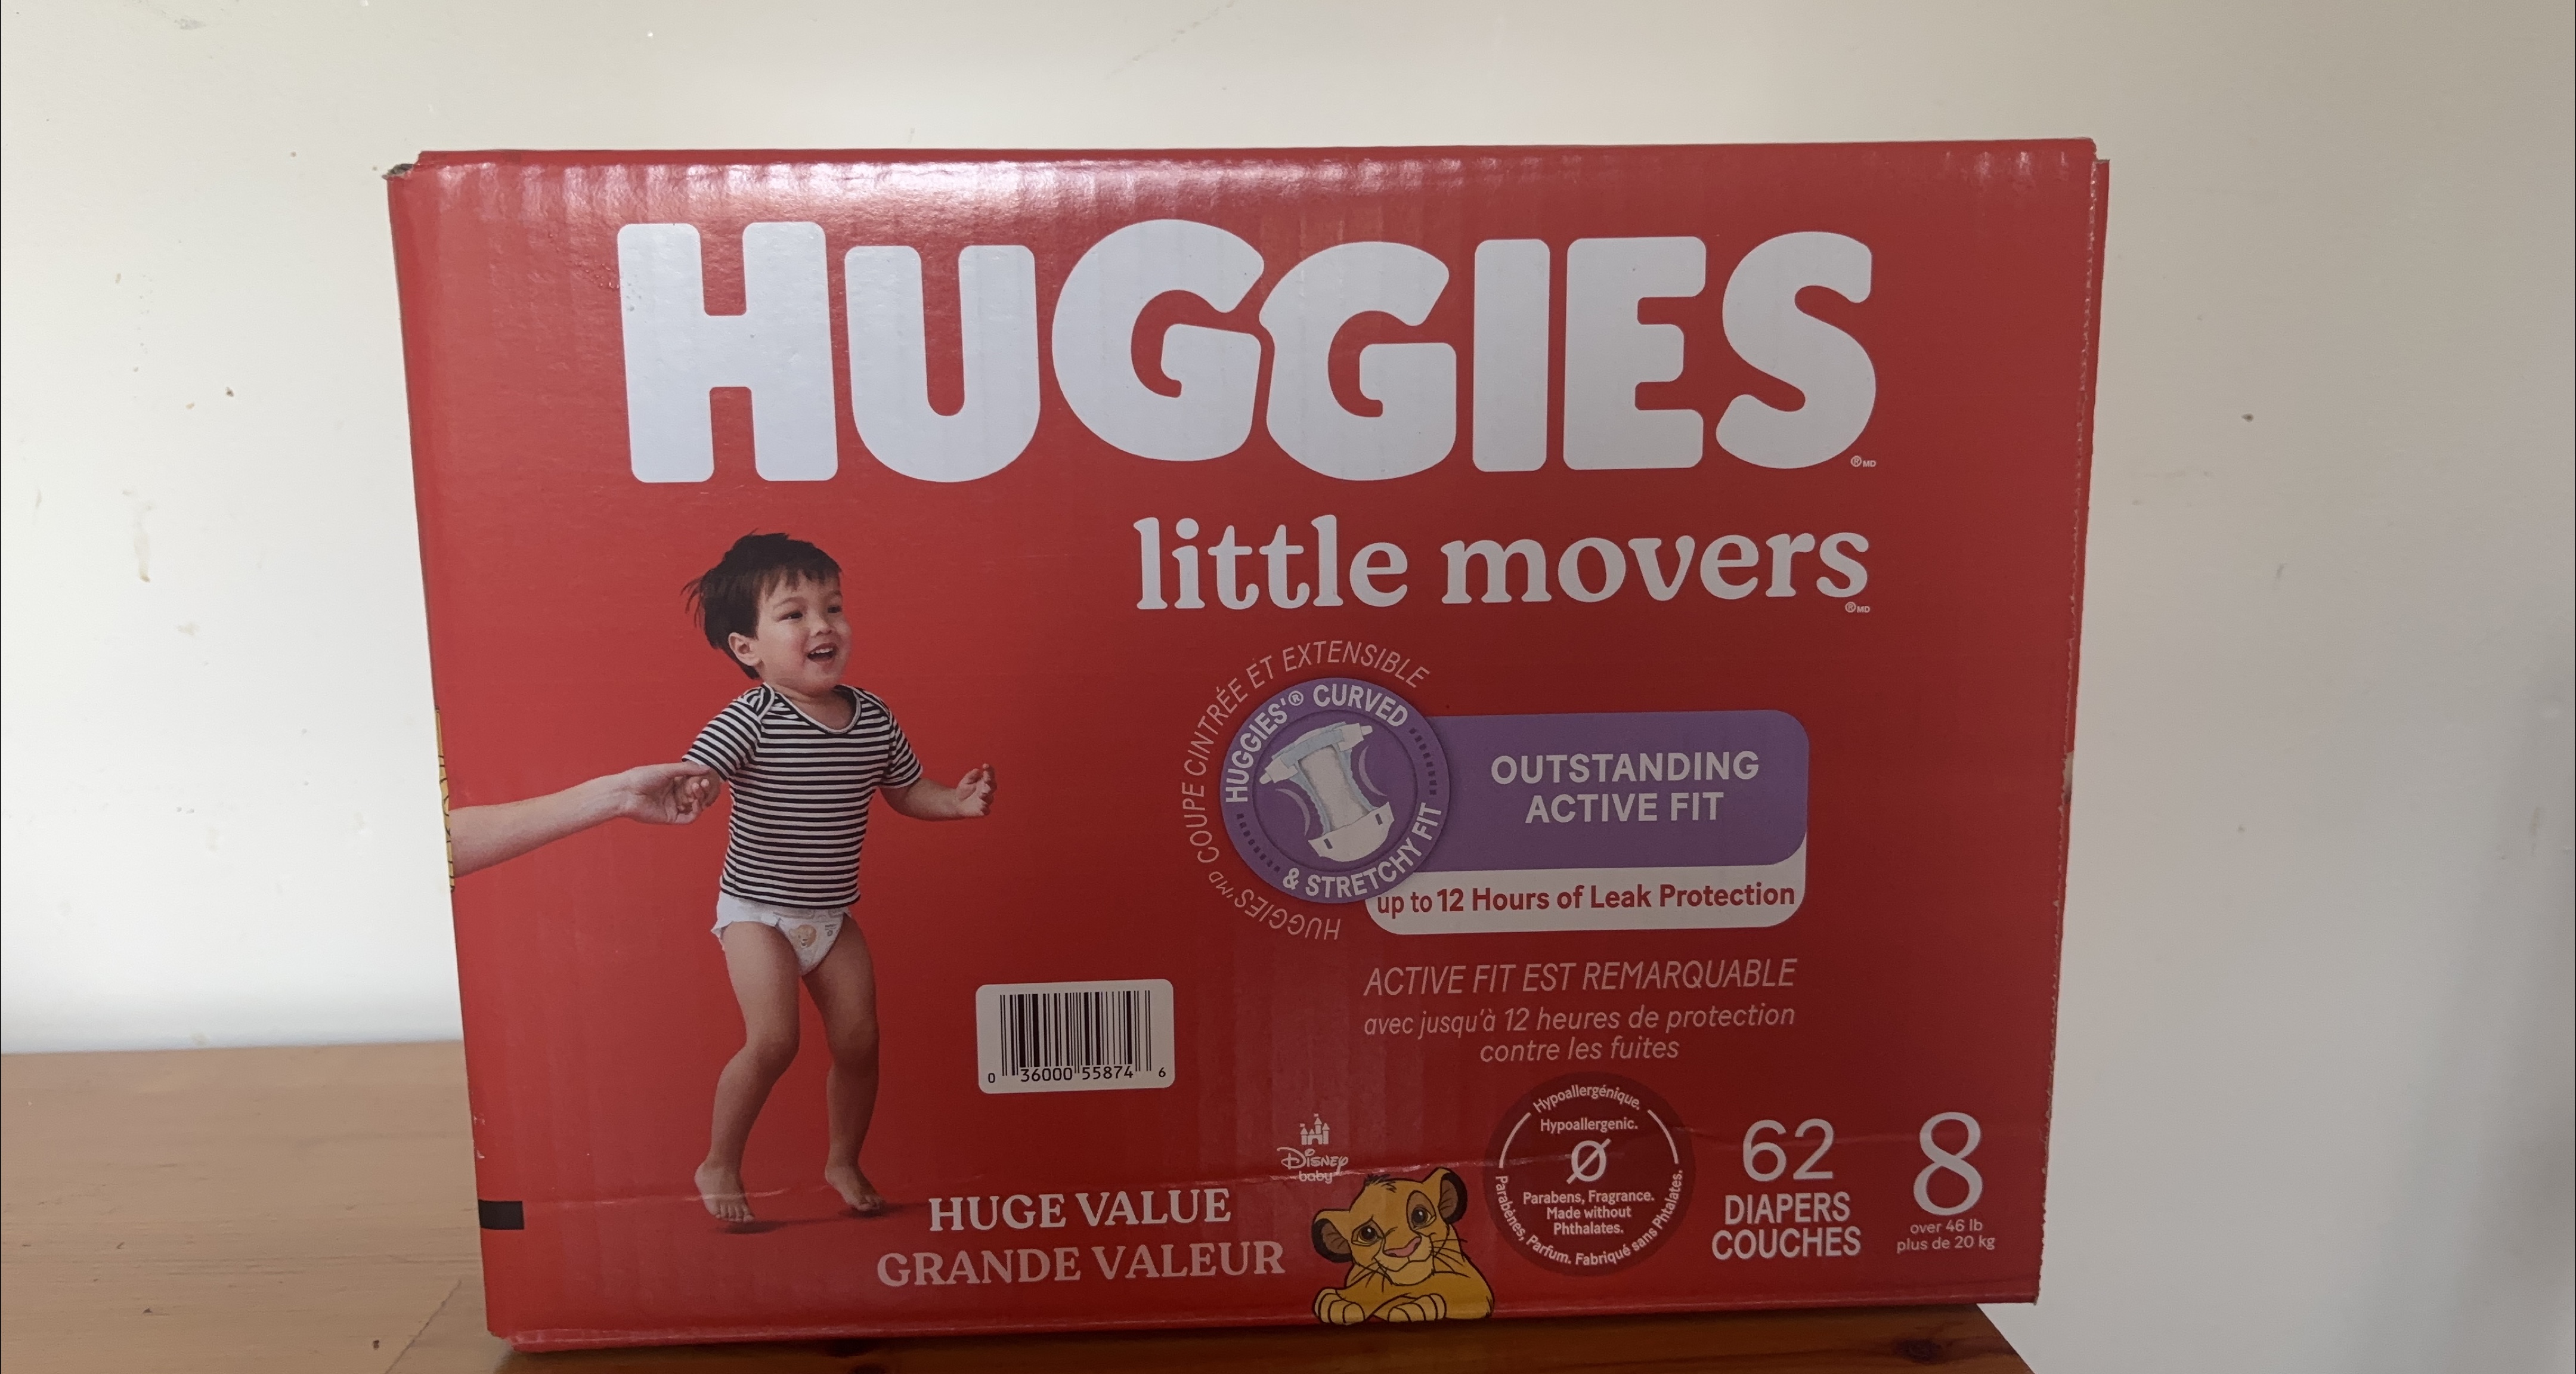 HUGGIES
®MD
little movers
®MD
HUGGIES'MD COUPE CINTRÉE ET EXTENSIBLE
HUGGIES'® CURVED
& STRETCHY FIT
OUTSTANDING
ACTIVE FIT
up to 12 Hours of Leak Protection
ACTIVE FIT EST REMARQUABLE
avec jusqu'à 12 heures de protection
contre les fuites
0 36000 55874 6
Disney
baby
HUGE VALUE
GRANDE VALEUR
Hypoallergénique.
Hypoallergenic.
Parabens, Fragrance.
Made without
Phthalates.
Parabènes, Parfum. Fabriqué sans Phtalates.
62
DIAPERS
COUCHES
8
over 46 lb
plus de 20 kg